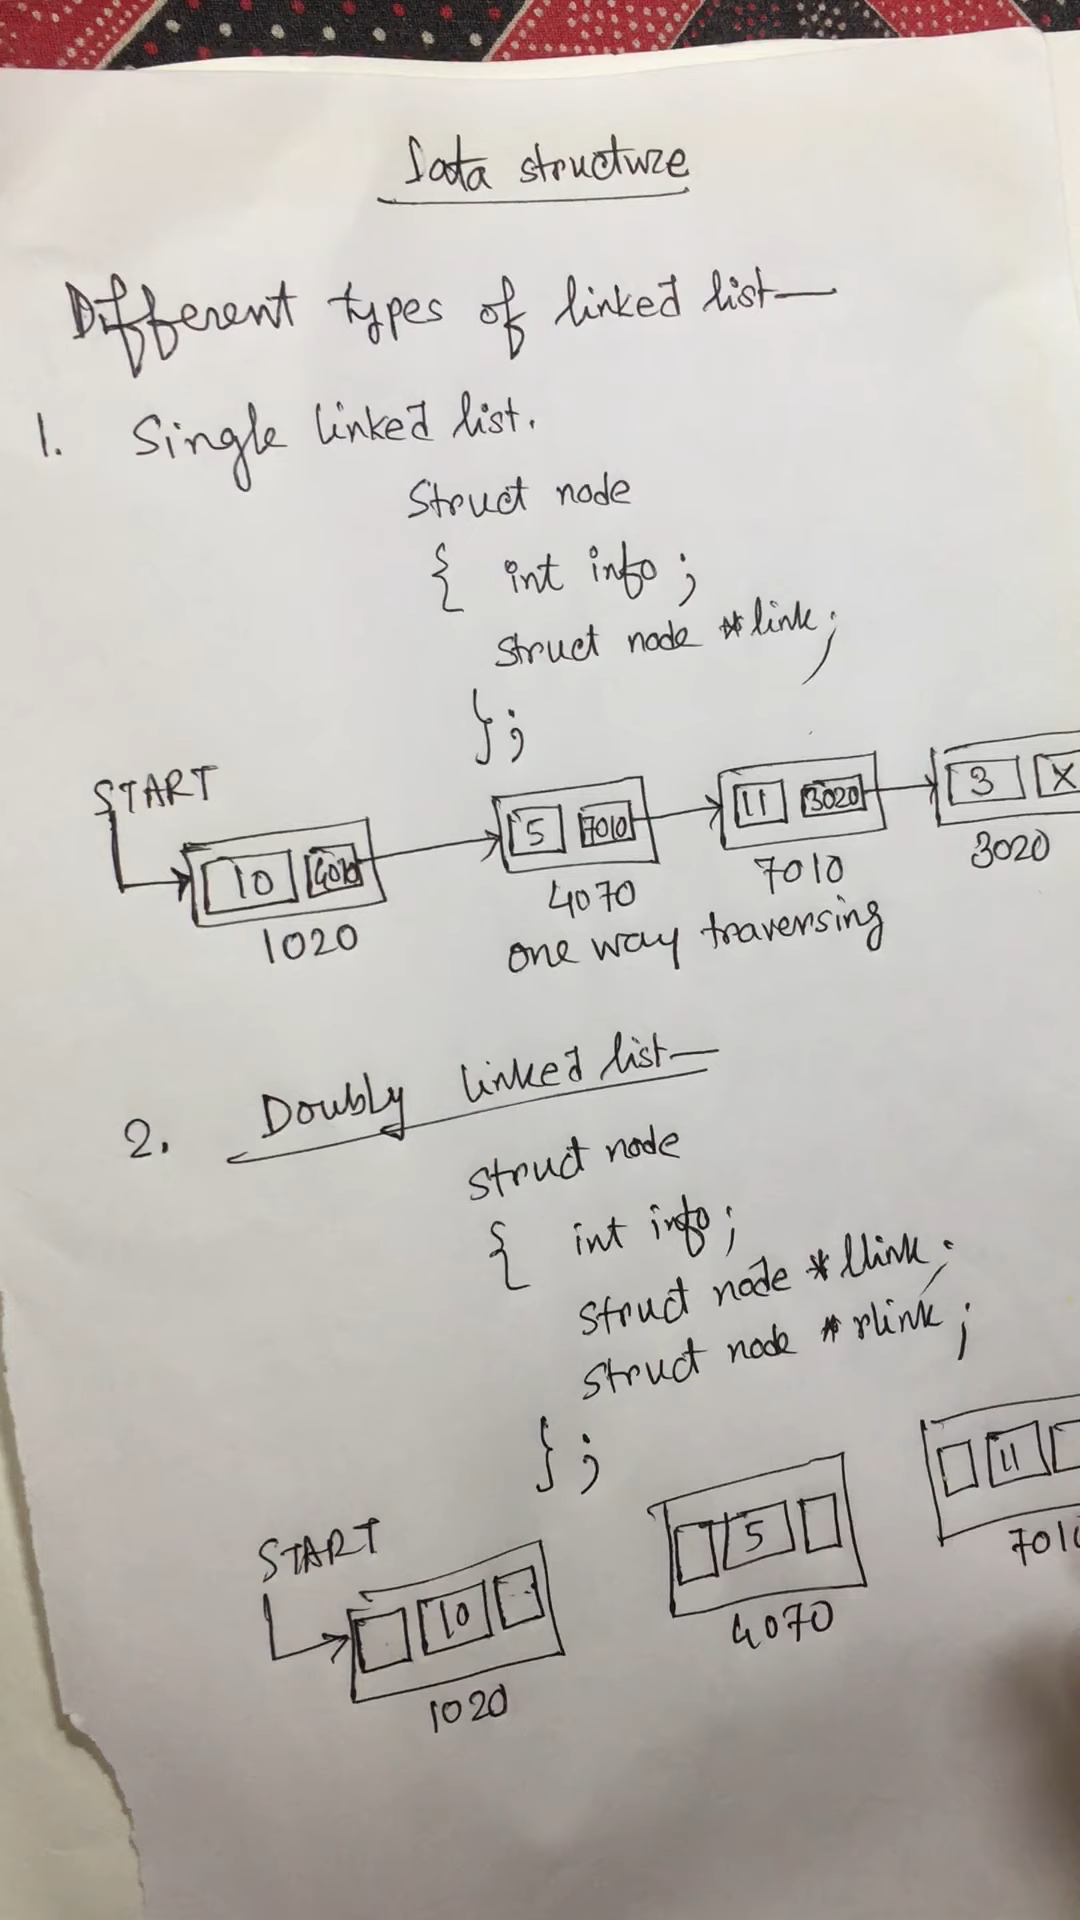 Data structure
Different types of linked list—
1. Single linked list.
Struct node
{ int info;
struct node *link;
};
START
10 4070 5 7010 11 3020 3 X
1020 4070 7010 3020
one way traversing
2. Doubly linked list—
struct node
{ int info;
struct node *llink;
struct node *rlink;
};
START
10 5 11
1020 4070 701